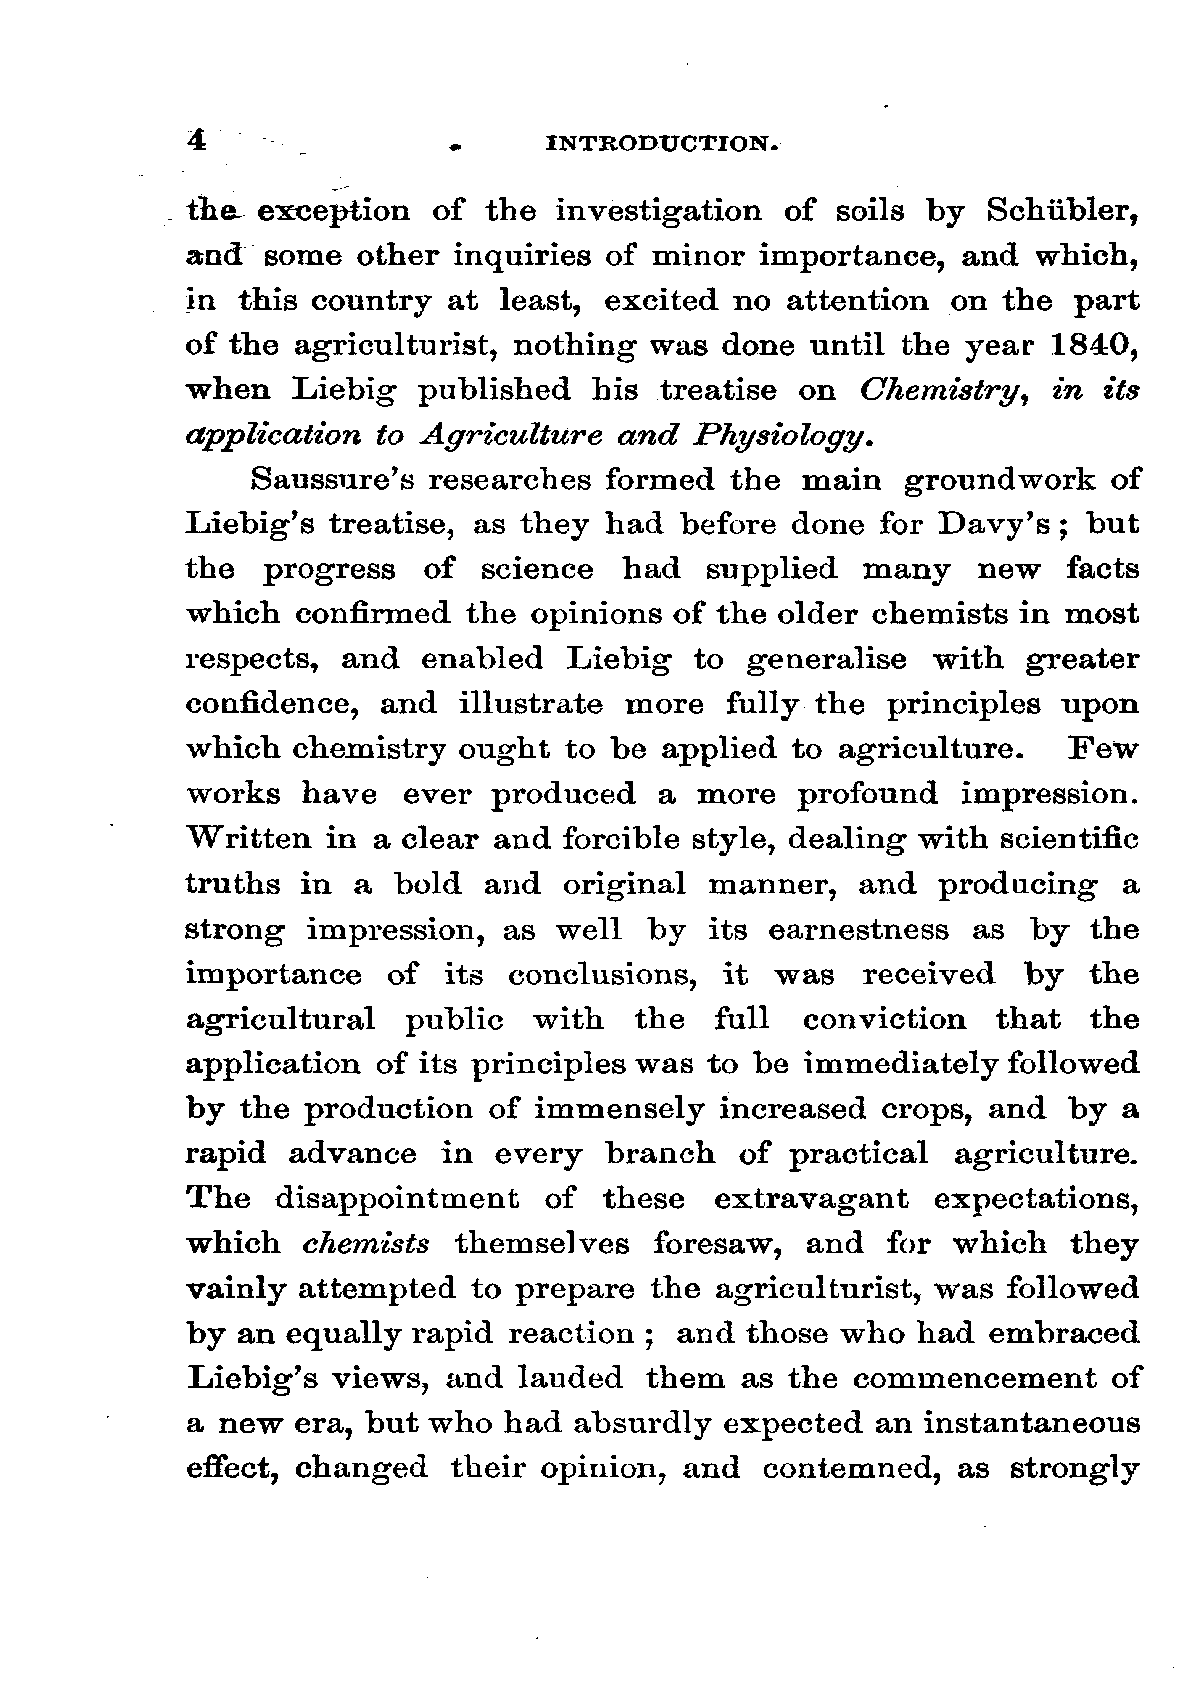 4 INTRODUCTION.
the exception of the investigation of soils by Schübler,
and some other inquiries of minor importance, and which,
in this country at least, excited no attention on the part
of the agriculturist, nothing was done until the year 1840,
when Liebig published his treatise on Chemistry, in its
application to Agriculture and Physiology.
Saussure's researches formed the main groundwork of
Liebig's treatise, as they had before done for Davy's; but
the progress of science had supplied many new facts
which confirmed the opinions of the older chemists in most
respects, and enabled Liebig to generalise with greater
confidence, and illustrate more fully the principles upon
which chemistry ought to be applied to agriculture. Few
works have ever produced a more profound impression.
Written in a clear and forcible style, dealing with scientific
truths in a bold and original manner, and producing a
strong impression, as well by its earnestness as by the
importance of its conclusions, it was received by the
agricultural public with the full conviction that the
application of its principles was to be immediately followed
by the production of immensely increased crops, and by a
rapid advance in every branch of practical agriculture.
The disappointment of these extravagant expectations,
which chemists themselves foresaw, and for which they
vainly attempted to prepare the agriculturist, was followed
by an equally rapid reaction; and those who had embraced
Liebig's views, and lauded them as the commencement of
a new era, but who had absurdly expected an instantaneous
effect, changed their opinion, and contemned, as strongly